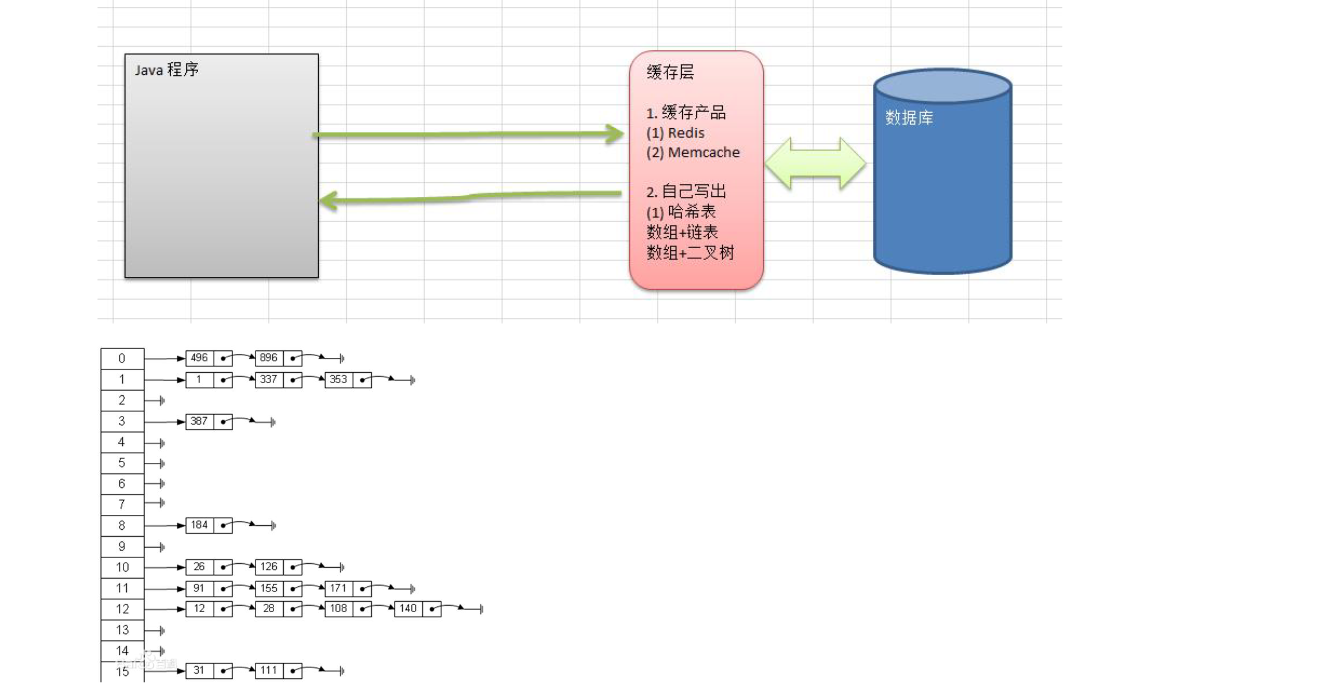 Java 程序
缓存层
1. 缓存产品
(1) Redis
(2) Memcache
2. 自己写出
(1) 哈希表
数组+链表
数组+二叉树
数据库
0 496 896
1 1 337 353
2
3 387
4
5
6
7
8 184
9
10 26 126
11 91 155 171
12 12 28 108 140
13
14
15 31 111